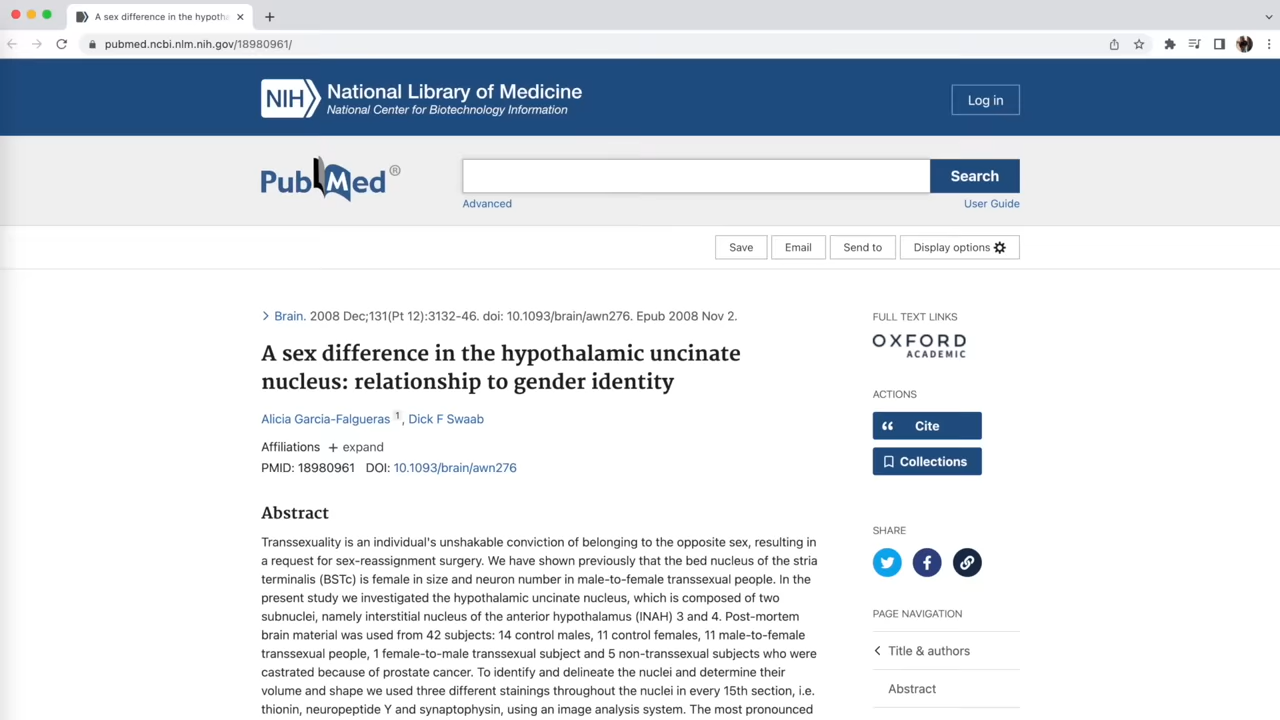 A sex difference in the hypoth
pubmed.ncbi.nlm.nih.gov/18980961/
NIH National Library of Medicine
National Center for Biotechnology Information
Log in
PubMed®
Search
Advanced
User Guide
Save
Email
Send to
Display options
Brain. 2008 Dec;131(Pt 12):3132-46. doi: 10.1093/brain/awn276. Epub 2008 Nov 2.
A sex difference in the hypothalamic uncinate
nucleus: relationship to gender identity
Alicia Garcia-Falgueras 1, Dick F Swaab
Affiliations + expand
PMID: 18980961 DOI: 10.1093/brain/awn276
Abstract
Transsexuality is an individual's unshakable conviction of belonging to the opposite sex, resulting in
a request for sex-reassignment surgery. We have shown previously that the bed nucleus of the stria
terminalis (BSTc) is female in size and neuron number in male-to-female transsexual people. In the
present study we investigated the hypothalamic uncinate nucleus, which is composed of two
subnuclei, namely interstitial nucleus of the anterior hypothalamus (INAH) 3 and 4. Post-mortem
brain material was used from 42 subjects: 14 control males, 11 control females, 11 male-to-female
transsexual people, 1 female-to-male transsexual subject and 5 non-transsexual subjects who were
castrated because of prostate cancer. To identify and delineate the nuclei and determine their
volume and shape we used three different stainings throughout the nuclei in every 15th section, i.e.
thionin, neuropeptide Y and synaptophysin, using an image analysis system. The most pronounced
FULL TEXT LINKS
OXFORD
ACADEMIC
ACTIONS
Cite
Collections
SHARE
PAGE NAVIGATION
Title & authors
Abstract